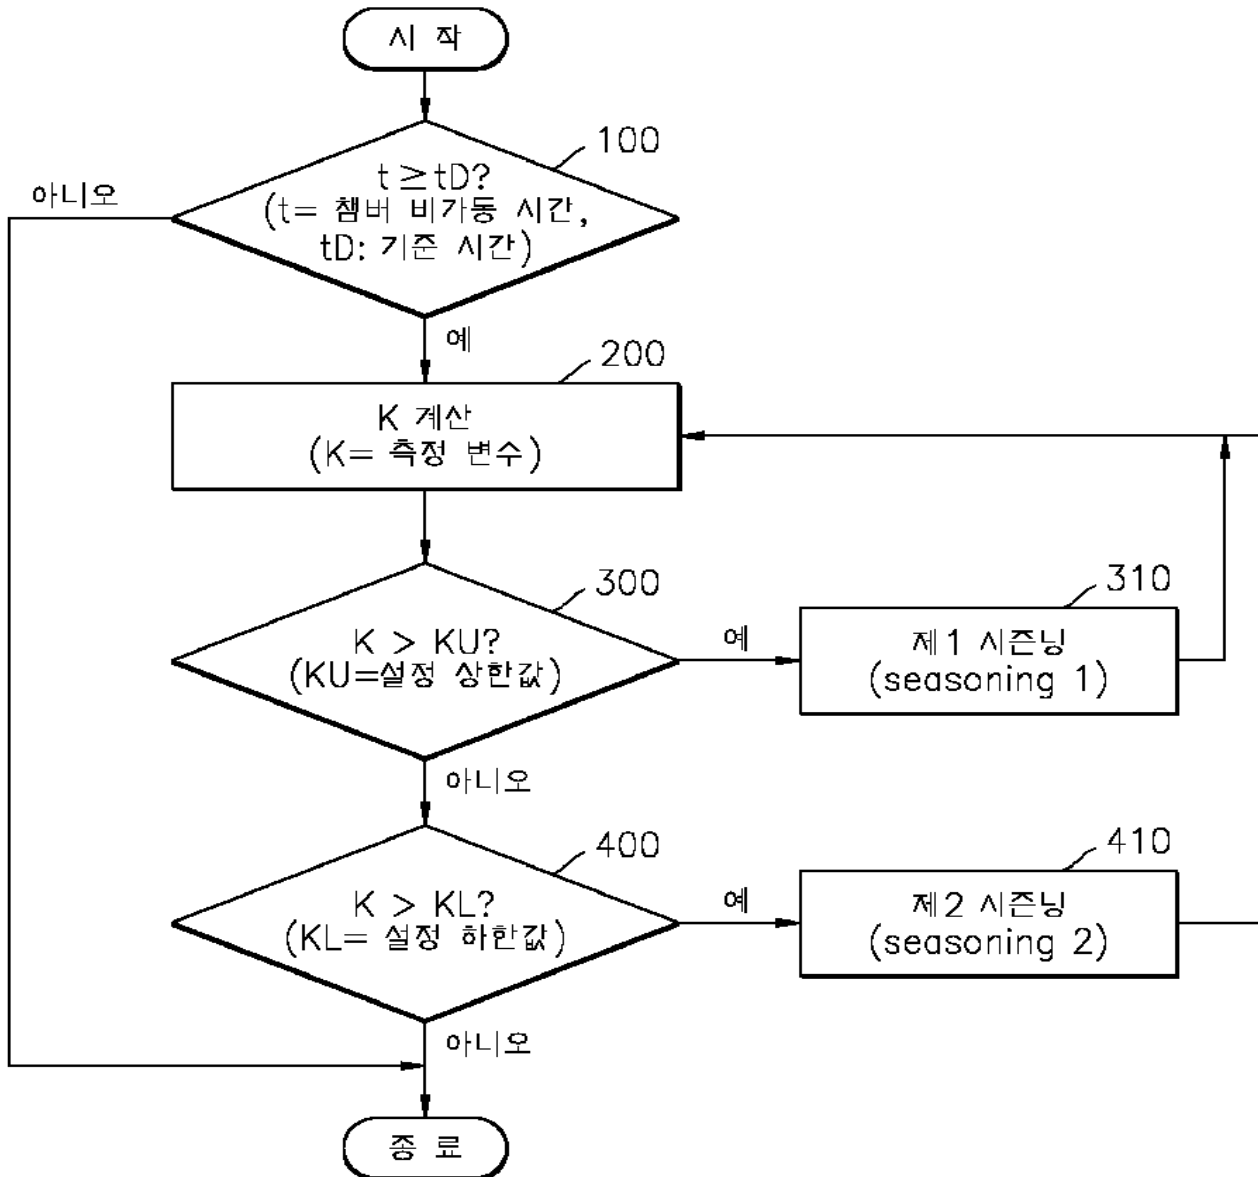 시 작
100
t≥tD?
(t= 챔버 비가동 시간,
tD: 기준 시간)
아니오
예
200
K 계산
(K= 측정 변수)
300
K > KU?
(KU=설정 상한값)
예
310
제1 시즌닝
(seasoning 1)
아니오
400
K > KL?
(KL= 설정 하한값)
예
410
제2 시즌닝
(seasoning 2)
아니오
종 료